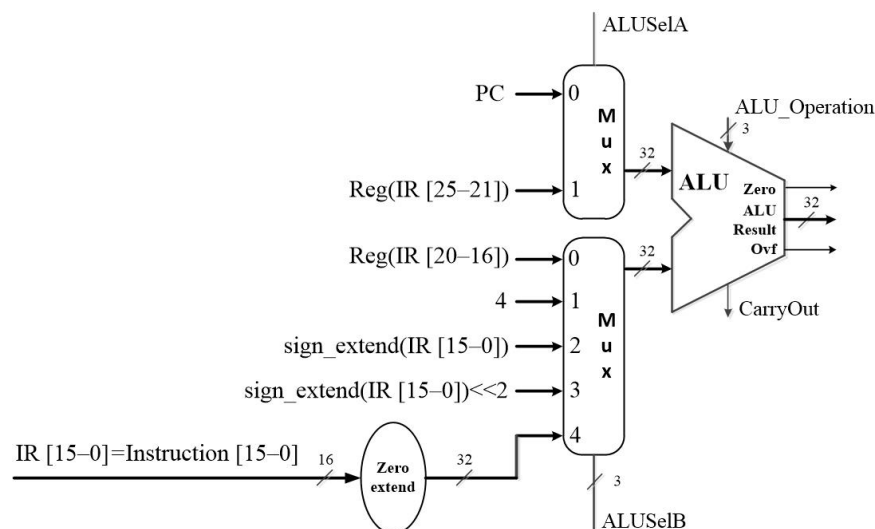 ALUSelA
PC
0
Mux
ALU_Operation
3
32
Reg(IR [25–21])
1
ALU
Zero
ALU
Result
32
Ovf
Reg(IR [20–16])
0
32
4
1
CarryOut
Mux
sign_extend(IR [15–0])
2
sign_extend(IR [15–0])<<2
3
4
IR [15–0]=Instruction [15–0]
16
Zero
extend
32
3
ALUSelB